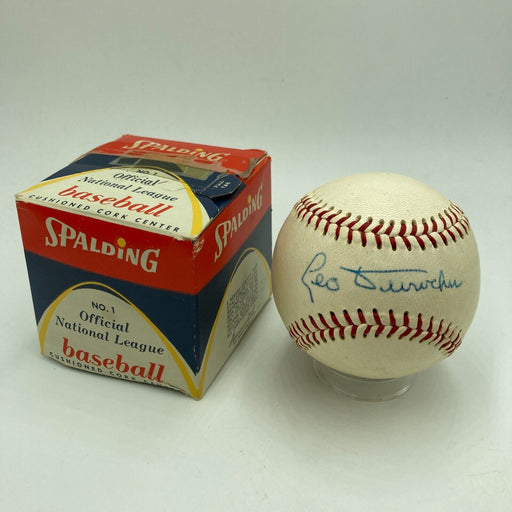 SPALDING
NO. 1
Official
National League
baseball
CUSHIONED CORK CENTER
SPALDING
NO. 1
Official
National League
baseball
CUSHIONED CORK CENTER
SPALDING
Leo Durocher